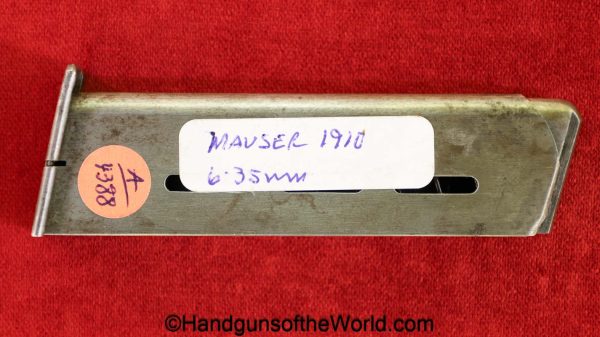 MAUSER 1910
6.35mm
A
4388
©HandgunsoftheWorld.com